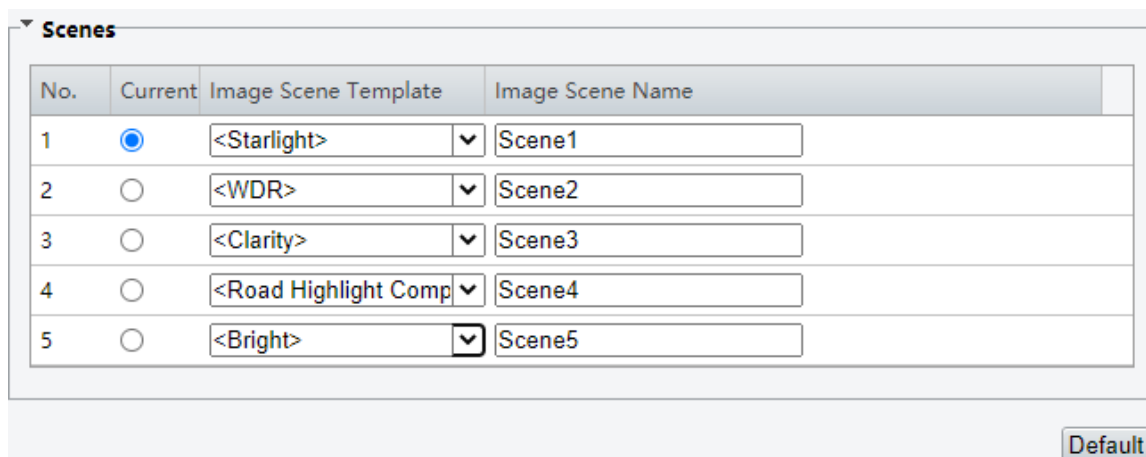 Scenes
No. Current Image Scene Template Image Scene Name
1 <Starlight> Scene1
2 <WDR> Scene2
3 <Clarity> Scene3
4 <Road Highlight Comp Scene4
5 <Bright> Scene5
Default